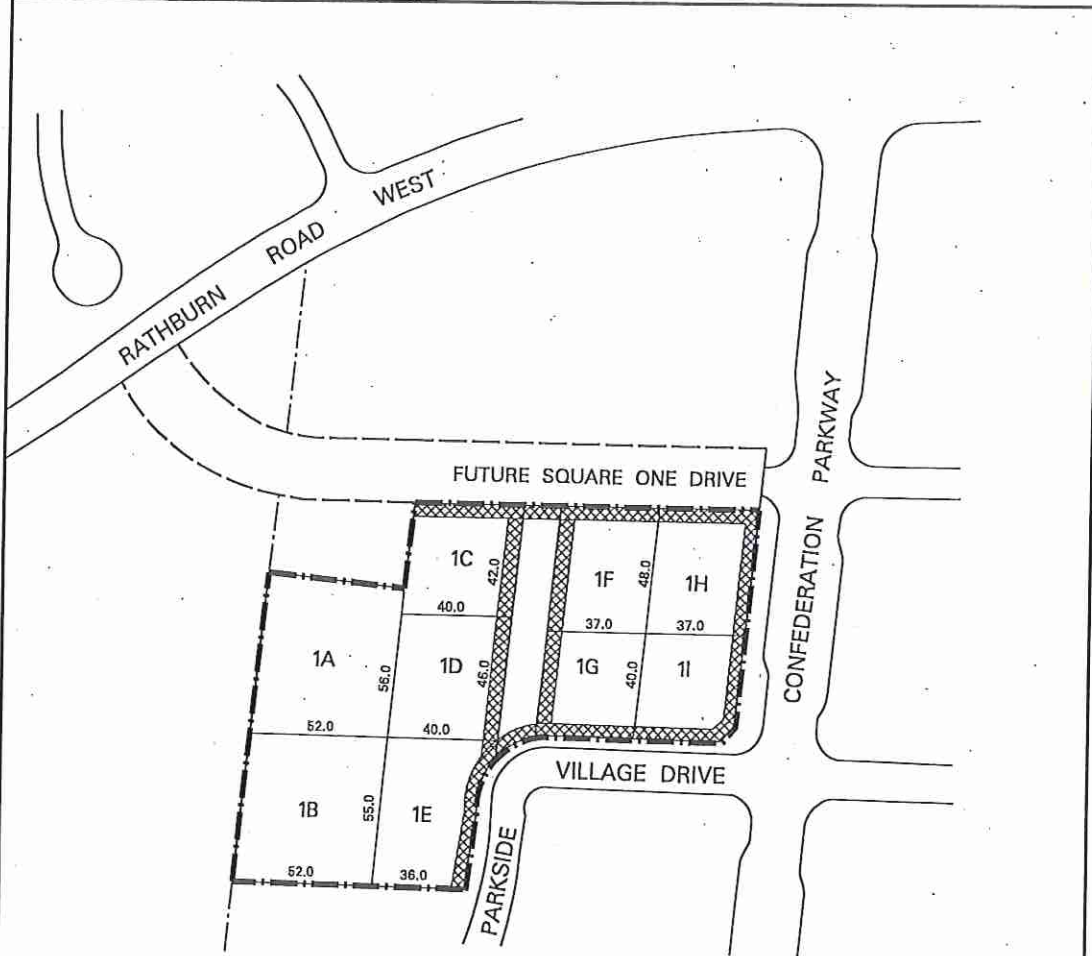 RATHBURN ROAD WEST
FUTURE SQUARE ONE DRIVE
CONFEDERATION PARKWAY
1C
42.0
40.0
1F
48.0
1H
37.0
37.0
1A
56.0
1D
46.0
1G
40.0
1I
52.0
40.0
VILLAGE DRIVE
1B
55.0
1E
52.0
36.0
PARKSIDE